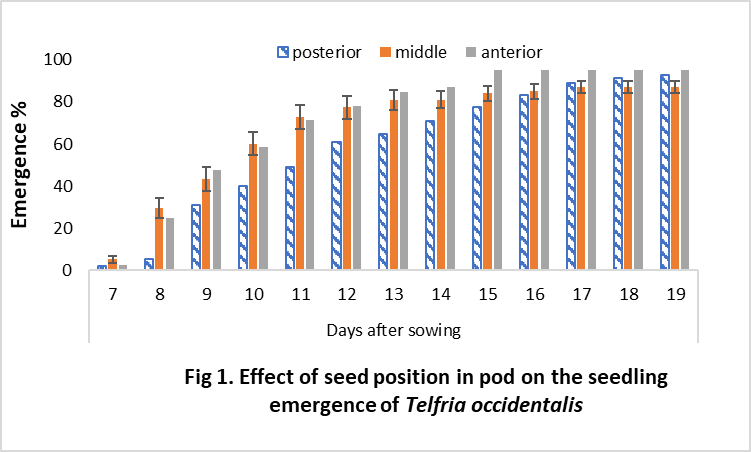 100
80
60
40
20
0
Emergence %
posterior middle anterior
7 8 9 10 11 12 13 14 15 16 17 18 19
Days after sowing
Fig 1. Effect of seed position in pod on the seedling
emergence of Telfria occidentalis